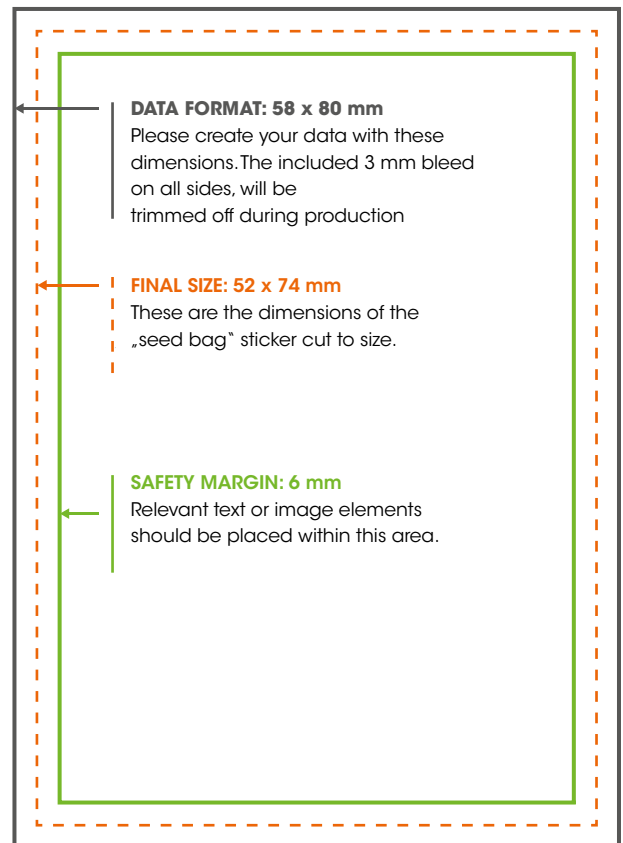 DATA FORMAT: 58 x 80 mm
Please create your data with these
dimensions. The included 3 mm bleed
on all sides, will be
trimmed off during production
FINAL SIZE: 52 x 74 mm
These are the dimensions of the
„seed bag“ sticker cut to size.
SAFETY MARGIN: 6 mm
Relevant text or image elements
should be placed within this area.